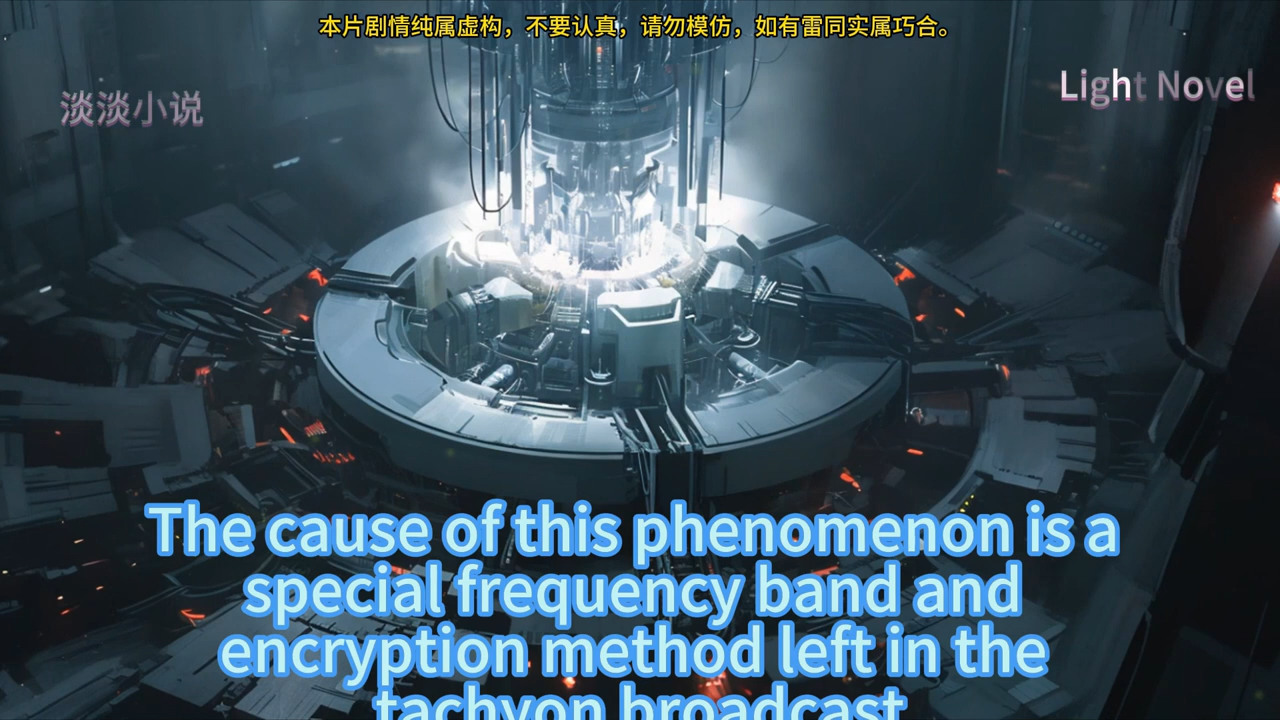 本片剧情纯属虚构，不要认真，请勿模仿，如有雷同实属巧合。
淡淡小说
Light Novel
The cause of this phenomenon is a
special frequency band and
encryption method left in the
tachyon broadcast